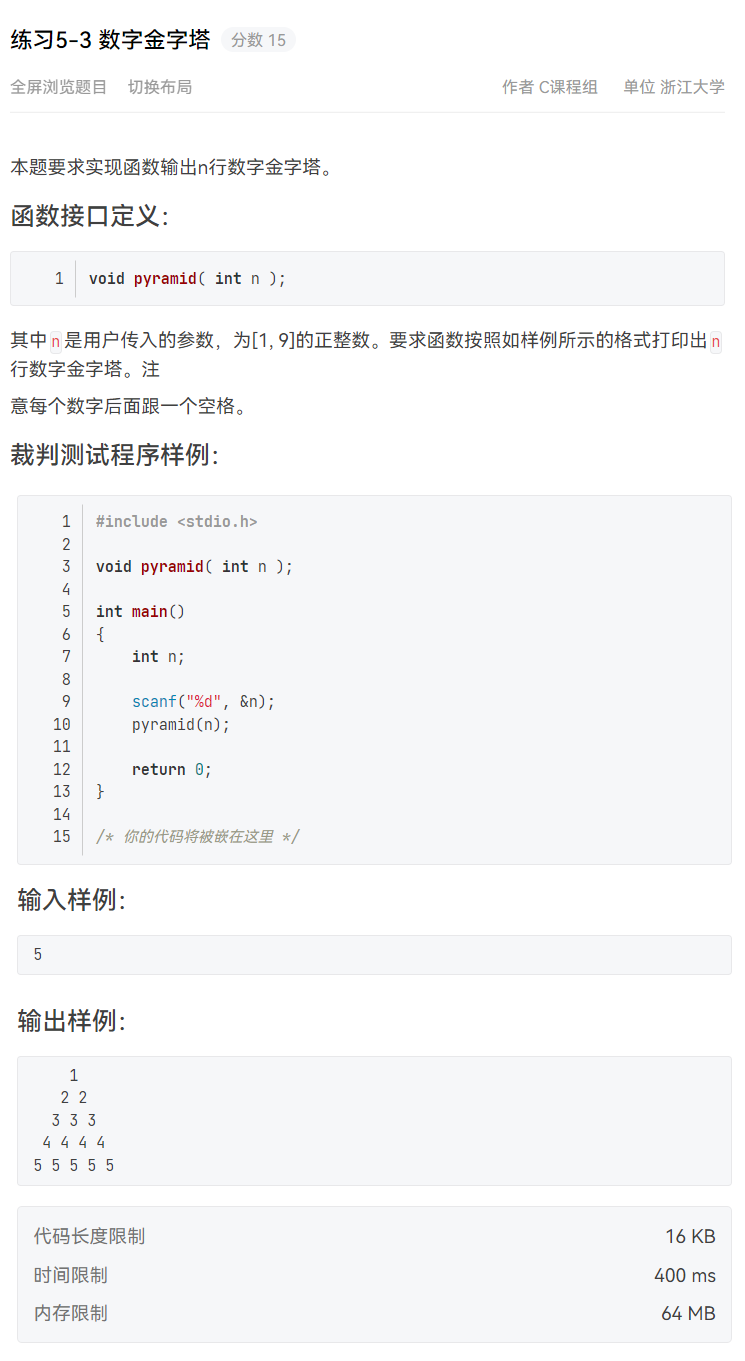 练习5-3 数字金字塔 分数 15
全屏浏览题目 切换布局 作者 C课程组 单位 浙江大学
本题要求实现函数输出n行数字金字塔。
函数接口定义：
1 void pyramid( int n );
其中n是用户传入的参数，为[1, 9]的正整数。要求函数按照如样例所示的格式打印出n
行数字金字塔。注
意每个数字后面跟一个空格。
裁判测试程序样例：
1 #include <stdio.h>
2
3 void pyramid( int n );
4
5 int main()
6 {
7     int n;
8
9     scanf("%d", &n);
10     pyramid(n);
11
12     return 0;
13 }
14
15 /* 你的代码将被嵌在这里 */
输入样例：
5
输出样例：
    1
   2 2
  3 3 3
 4 4 4 4
5 5 5 5 5
代码长度限制 16 KB
时间限制 400 ms
内存限制 64 MB